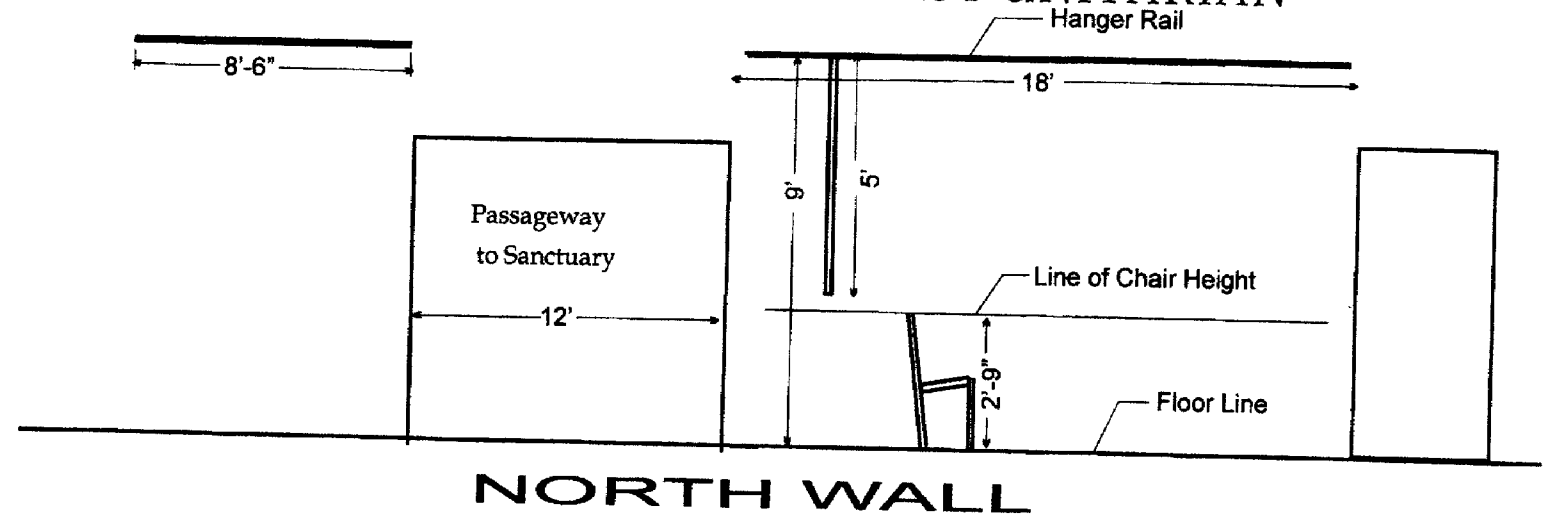 Hanger Rail
8'-6"
18'
9'
5'
Passageway
to Sanctuary
Line of Chair Height
12'
2'-9"
Floor Line
NORTH WALL